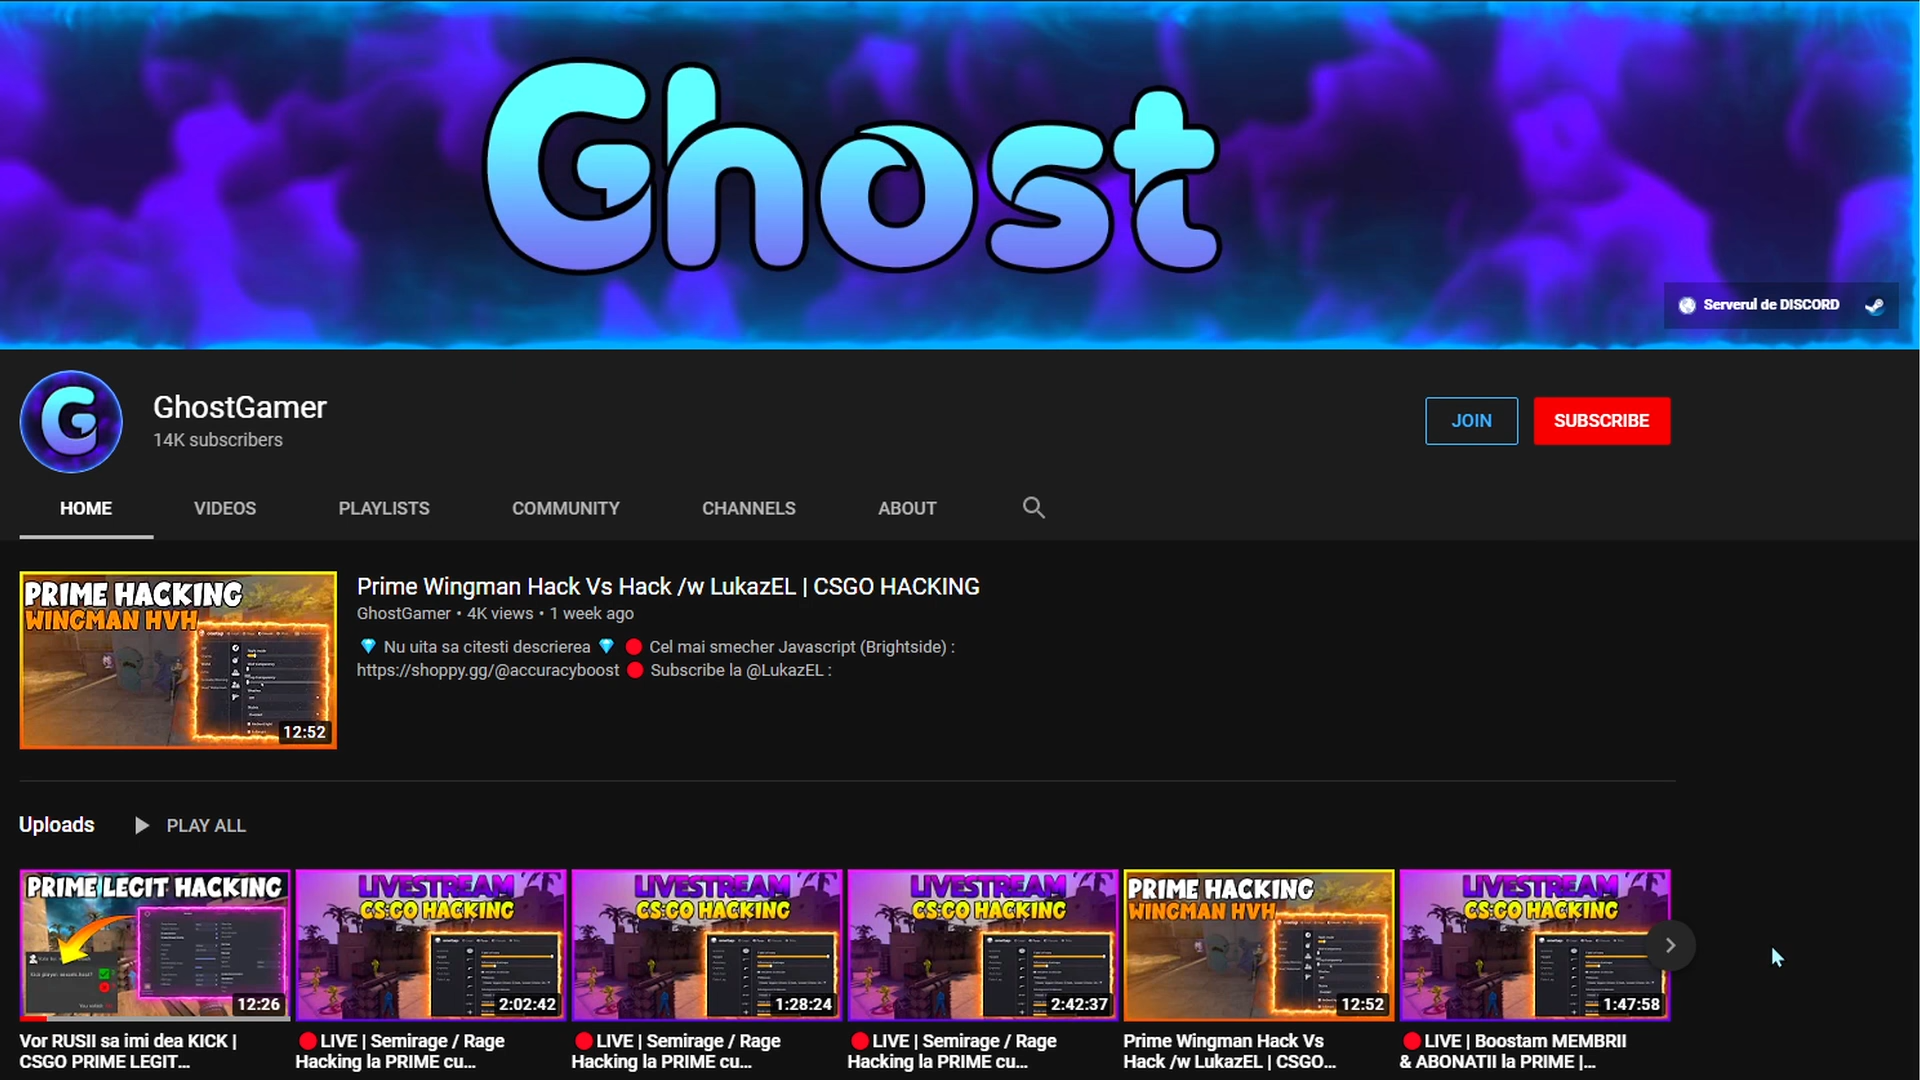 Ghost
Serverul de DISCORD
G
GhostGamer
14K subscribers
JOIN
SUBSCRIBE
HOME
VIDEOS
PLAYLISTS
COMMUNITY
CHANNELS
ABOUT
PRIME HACKING
WINGMAN HVH
12:52
Prime Wingman Hack Vs Hack /w LukazEL | CSGO HACKING
GhostGamer • 4K views • 1 week ago
💎 Nu uita sa citesti descrierea 💎 🔴 Cel mai smecher Javascript (Brightside) :
https://shoppy.gg/@accuracyboost 🔴 Subscribe la @LukazEL :
Uploads
PLAY ALL
PRIME LEGIT HACKING
12:26
Vor RUSII sa imi dea KICK |
CSGO PRIME LEGIT...
LIVESTREAM
CS:GO HACKING
2:02:42
🔴LIVE | Semirage / Rage
Hacking la PRIME cu...
LIVESTREAM
CS:GO HACKING
1:28:24
🔴LIVE | Semirage / Rage
Hacking la PRIME cu...
LIVESTREAM
CS:GO HACKING
2:42:37
🔴LIVE | Semirage / Rage
Hacking la PRIME cu...
PRIME HACKING
WINGMAN HVH
12:52
Prime Wingman Hack Vs
Hack /w LukazEL | CSGO...
LIVESTREAM
CS:GO HACKING
1:47:58
🔴LIVE | Boostam MEMBRII
& ABONATII la PRIME |...